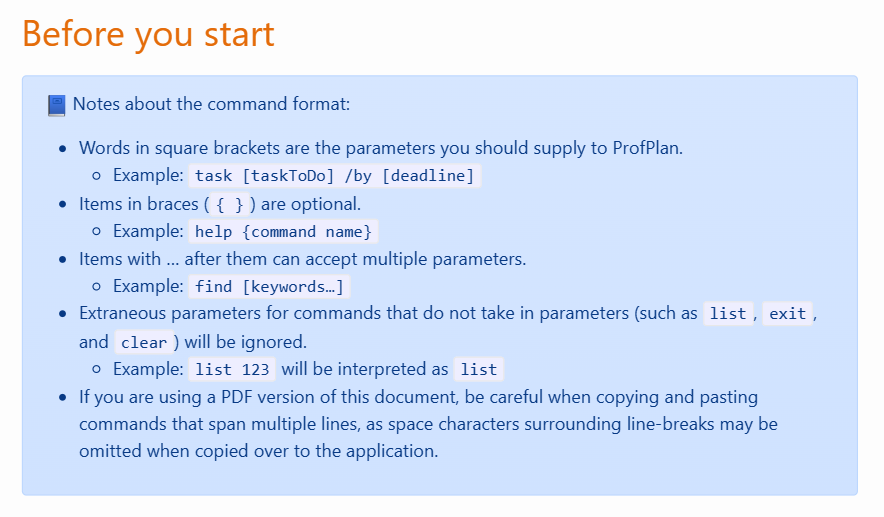 Before you start
📘 Notes about the command format:
• Words in square brackets are the parameters you should supply to ProfPlan.
◦ Example: task [taskToDo] /by [deadline]
• Items in braces ( { } ) are optional.
◦ Example: help {command name}
• Items with … after them can accept multiple parameters.
◦ Example: find [keywords…]
• Extraneous parameters for commands that do not take in parameters (such as list , exit ,
and clear ) will be ignored.
◦ Example: list 123 will be interpreted as list
• If you are using a PDF version of this document, be careful when copying and pasting
commands that span multiple lines, as space characters surrounding line-breaks may be
omitted when copied over to the application.